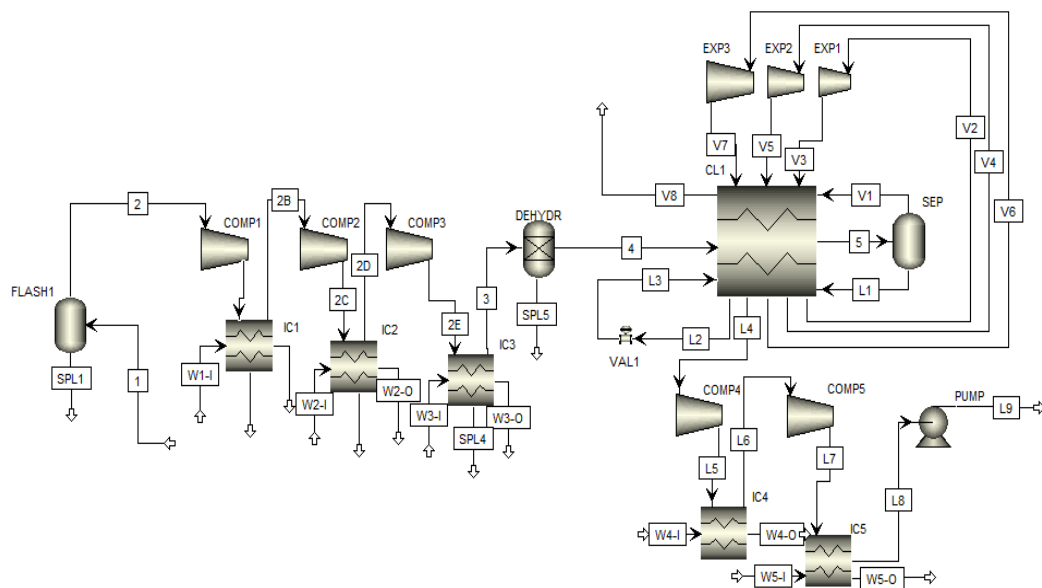 EXP3
EXP2
EXP1
V2
V7
V5
V3
V4
CL1
2
2B
V8
V1
SEP
V6
COMP1
COMP2
COMP3
DEHYDR
2D
4
5
FLASH1
3
L3
L1
2C
2E
SPL5
L4
IC1
IC2
IC3
L2
VAL1
SPL1
1
W1-I
W2-I
W2-O
W3-I
W3-O
SPL4
COMP4
COMP5
PUMP
L9
L6
L5
L7
IC4
L8
W4-I
W4-O
IC5
W5-I
W5-O